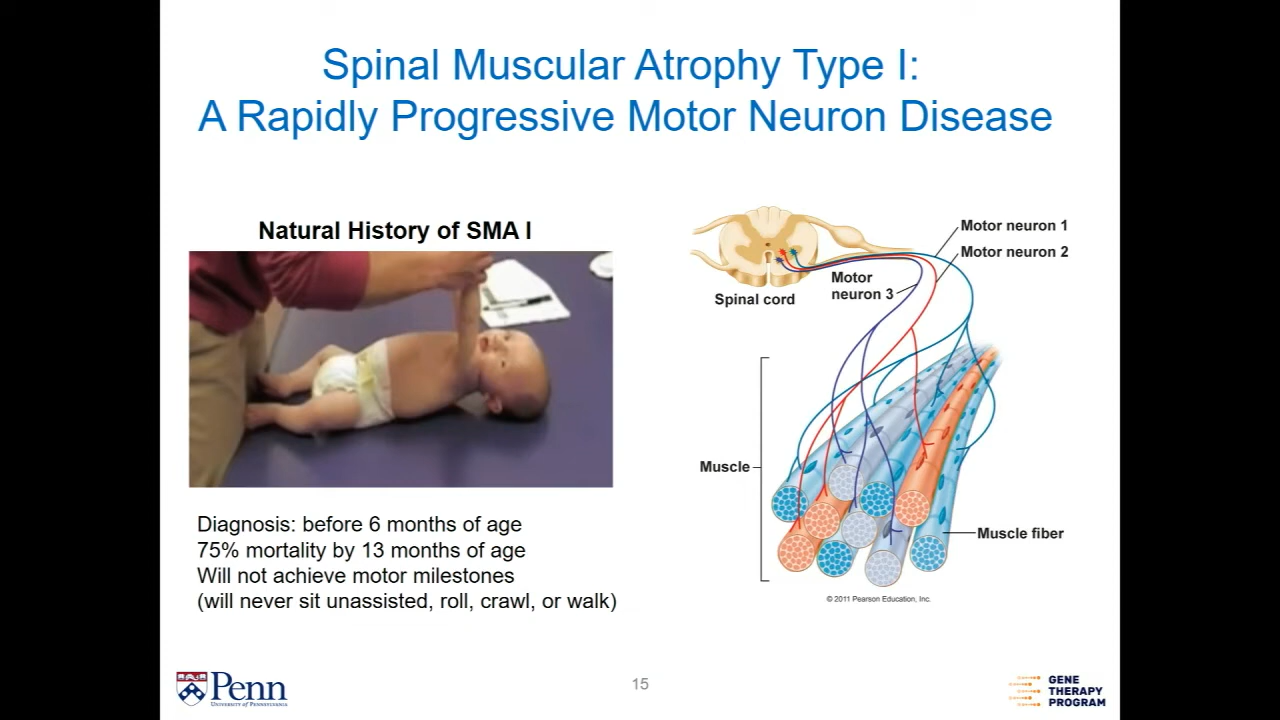 Spinal Muscular Atrophy Type I:
A Rapidly Progressive Motor Neuron Disease
Natural History of SMA I
Diagnosis: before 6 months of age
75% mortality by 13 months of age
Will not achieve motor milestones
(will never sit unassisted, roll, crawl, or walk)
Motor neuron 1
Motor neuron 2
Motor
neuron 3
Spinal cord
Muscle
Muscle fiber
© 2011 Pearson Education, Inc.
Penn
UNIVERSITY of PENNSYLVANIA
15
GENE
THERAPY
PROGRAM